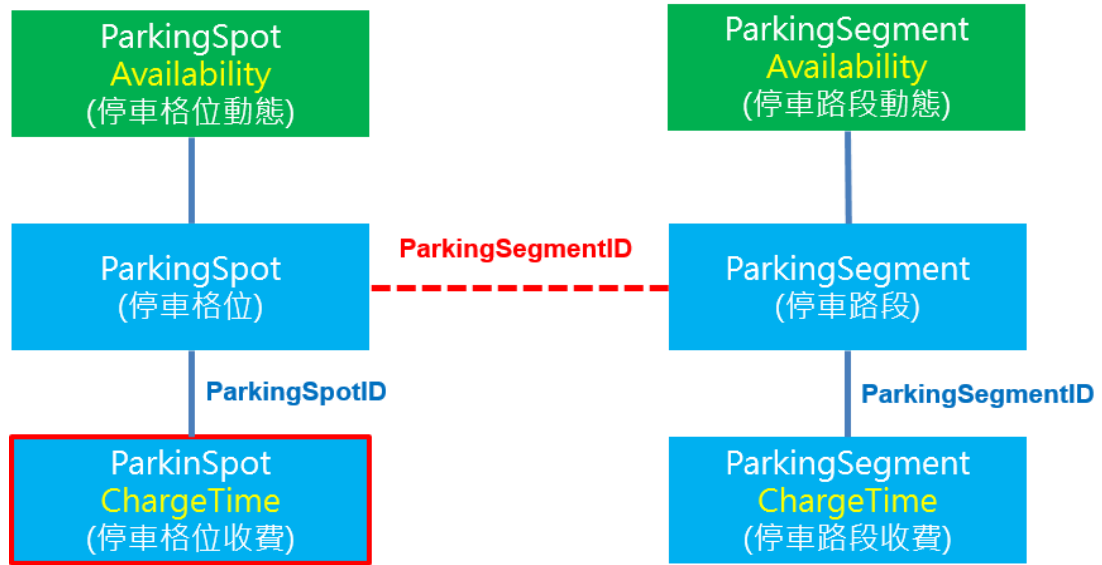 ParkingSpot
Availability
(停車格位動態)
ParkingSegment
Availability
(停車路段動態)
ParkingSpot
(停車格位)
ParkingSegmentID
ParkingSegment
(停車路段)
ParkingSpotID
ParkingSegmentID
ParkinSpot
ChargeTime
(停車格位收費)
ParkingSegment
ChargeTime
(停車路段收費)